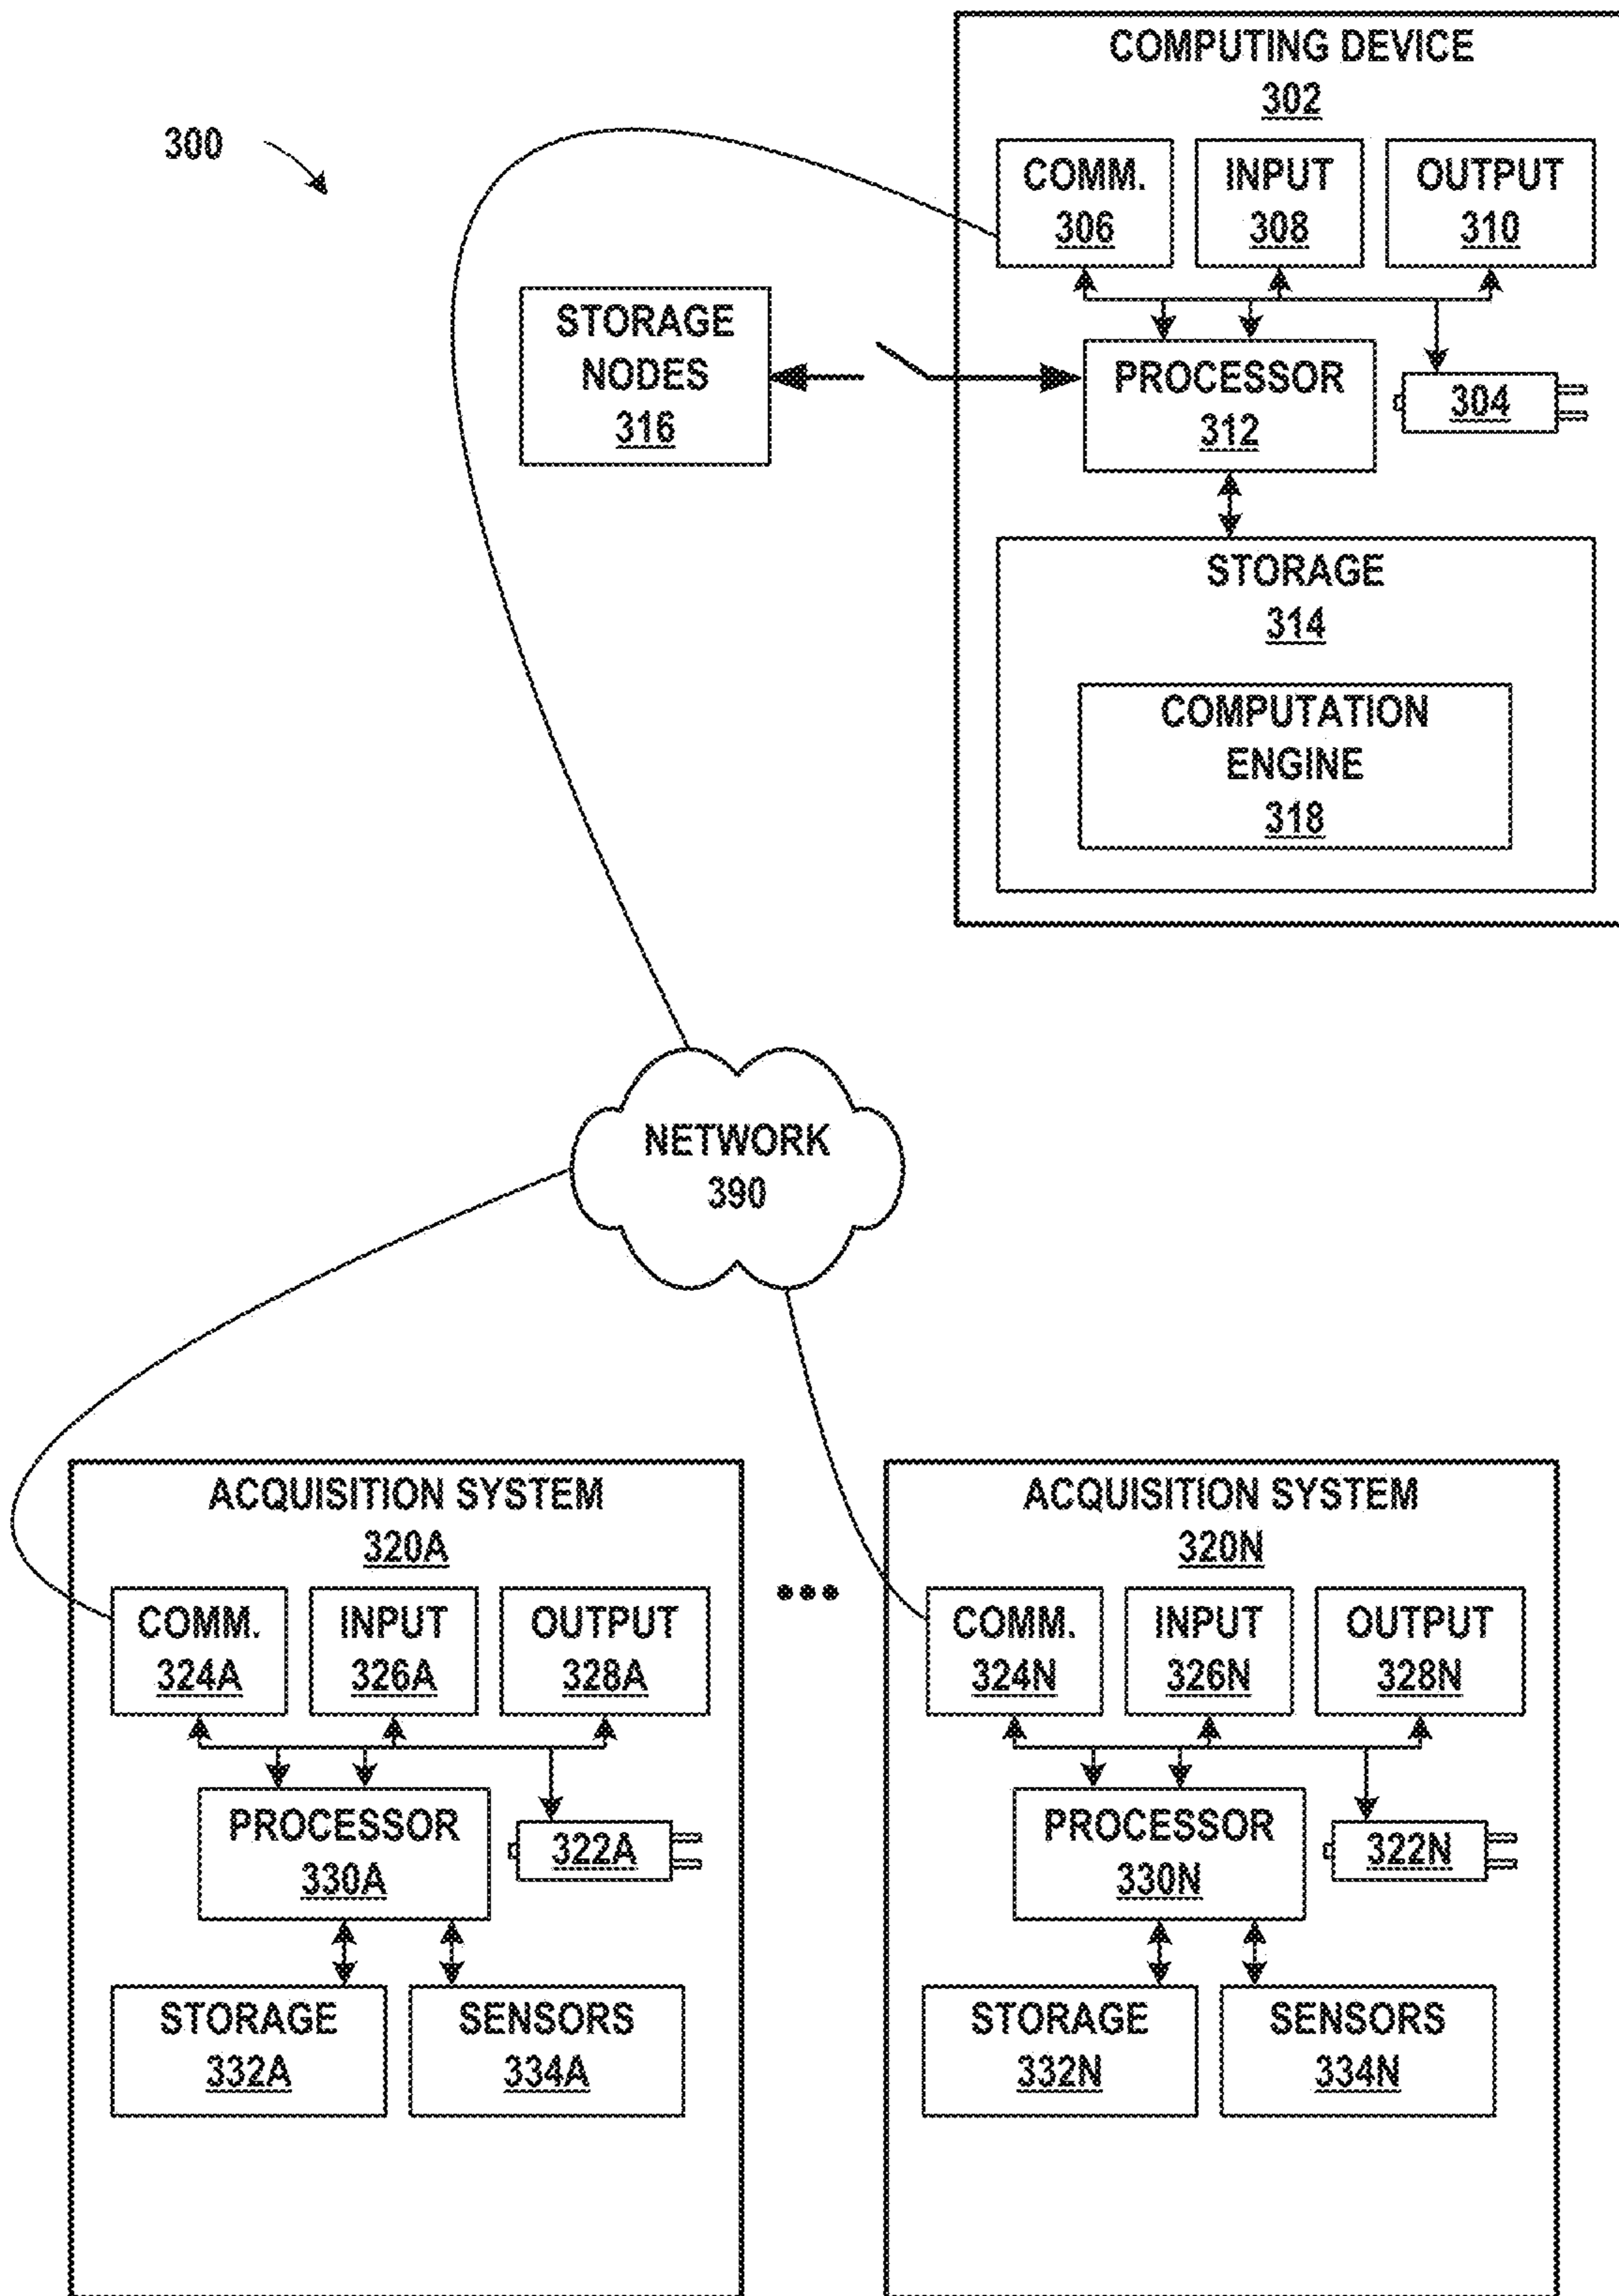 300
COMPUTING DEVICE
302
COMM.
306
INPUT
308
OUTPUT
310
STORAGE
NODES
316
PROCESSOR
312
304
STORAGE
314
COMPUTATION
ENGINE
318
NETWORK
390
ACQUISITION SYSTEM
320A
COMM.
324A
INPUT
326A
OUTPUT
328A
PROCESSOR
330A
322A
STORAGE
332A
SENSORS
334A
•••
ACQUISITION SYSTEM
320N
COMM.
324N
INPUT
326N
OUTPUT
328N
PROCESSOR
330N
322N
STORAGE
332N
SENSORS
334N